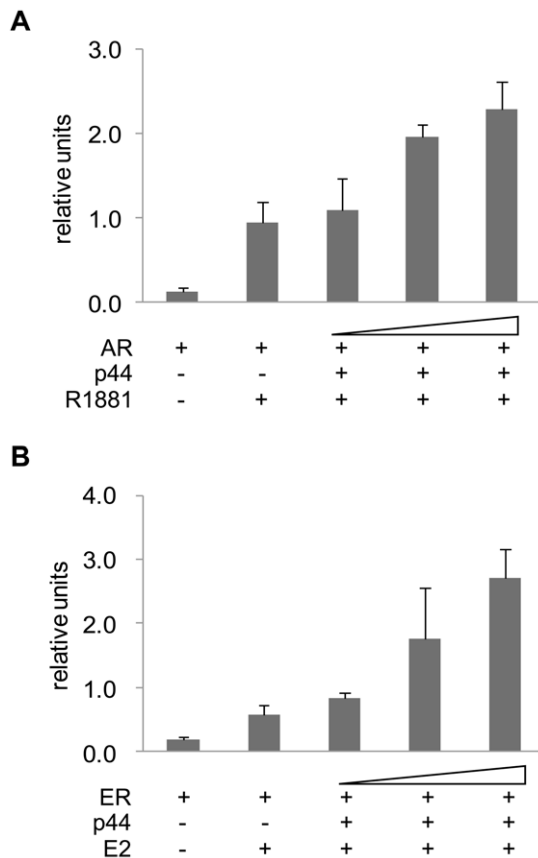 A
3.0
2.0
1.0
0.0
relative units
AR + + + + +
p44 - - + + +
R1881 - + + + +
B
4.0
3.0
2.0
1.0
0.0
relative units
ER + + + + +
p44 - - + + +
E2 - + + + +